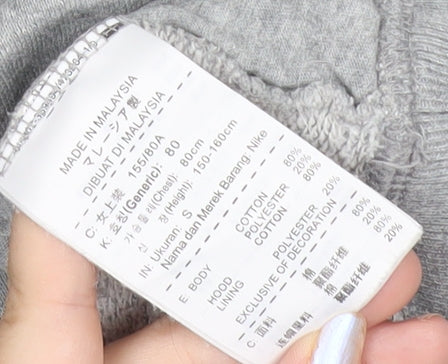 MADE IN MALAYSIA
マレーシア製
DIBUAT DI MALAYSIA
C: 女上装 155/80A
K: 호칭(Generic): 80
가슴둘레(Chest): 80cm
신장(Height): 150-160cm
IN: Ukuran: S
Nama dan Merek Barang: Nike
E BODY COTTON 80%
POLYESTER 20%
HOOD LINING COTTON 80%
POLYESTER 20%
EXCLUSIVE OF DECORATION
C 面料 棉 80%
聚酯纤维 20%
连帽里料 棉 80%
聚酯纤维 20%